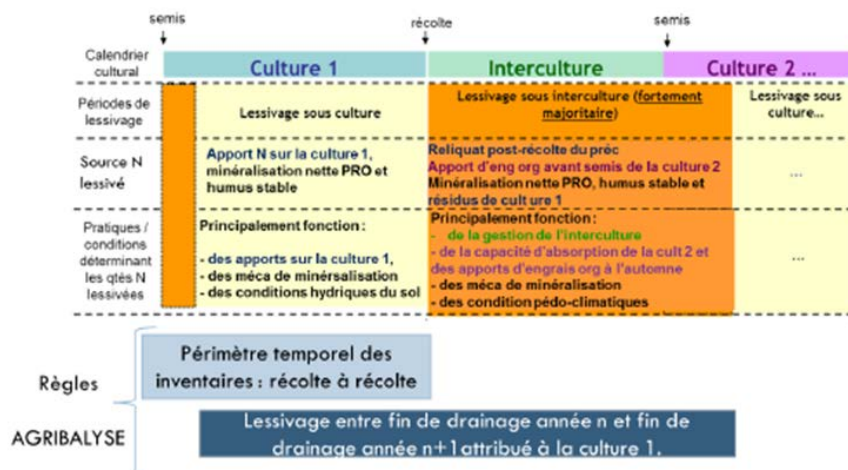 semis
récolte
semis
Calendrier
cultural
Culture 1
Interculture
Culture 2 ...
Périodes de
lessivage
Lessivage sous culture
Lessivage sous interculture (fortement
majoritaire)
Lessivage sous
culture...
Source N
lessivé
Apport N sur la culture 1,
minéralisation nette PRO et
humus stable
Reliquat post-récolte du préc
Apport d'eng org avant semis de la culture 2
Minéralisation nette PRO, humus stable et
résidus de cult ure 1
...
Pratiques /
conditions
déterminant
les qtès N
lessivées
Principalement fonction :
- des apports sur la culture 1,
- des méca de minérsalisation
- des conditions hydriques du sol
Principalement fonction :
- de la gestion de l'interculture
- de la capacité d'absorption de la cult 2 et
des apports d'engrais org à l'automne
- des méca de minéralisation
- des condition pédo-climatiques
...
Règles
AGRIBALYSE
Périmètre temporel des
inventaires : récolte à récolte
Lessivage entre fin de drainage année n et fin de
drainage année n+1 attribué à la culture 1.